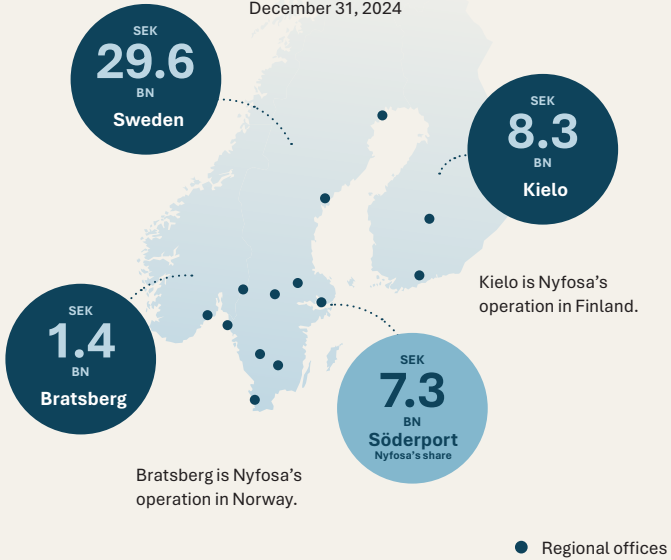 December 31, 2024
SEK
29.6
BN
Sweden
SEK
8.3
BN
Kielo
Kielo is Nyfosa's
operation in Finland.
SEK
1.4
BN
Bratsberg
SEK
7.3
BN
Söderport
Nyfosa's share
Bratsberg is Nyfosa's
operation in Norway.
Regional offices